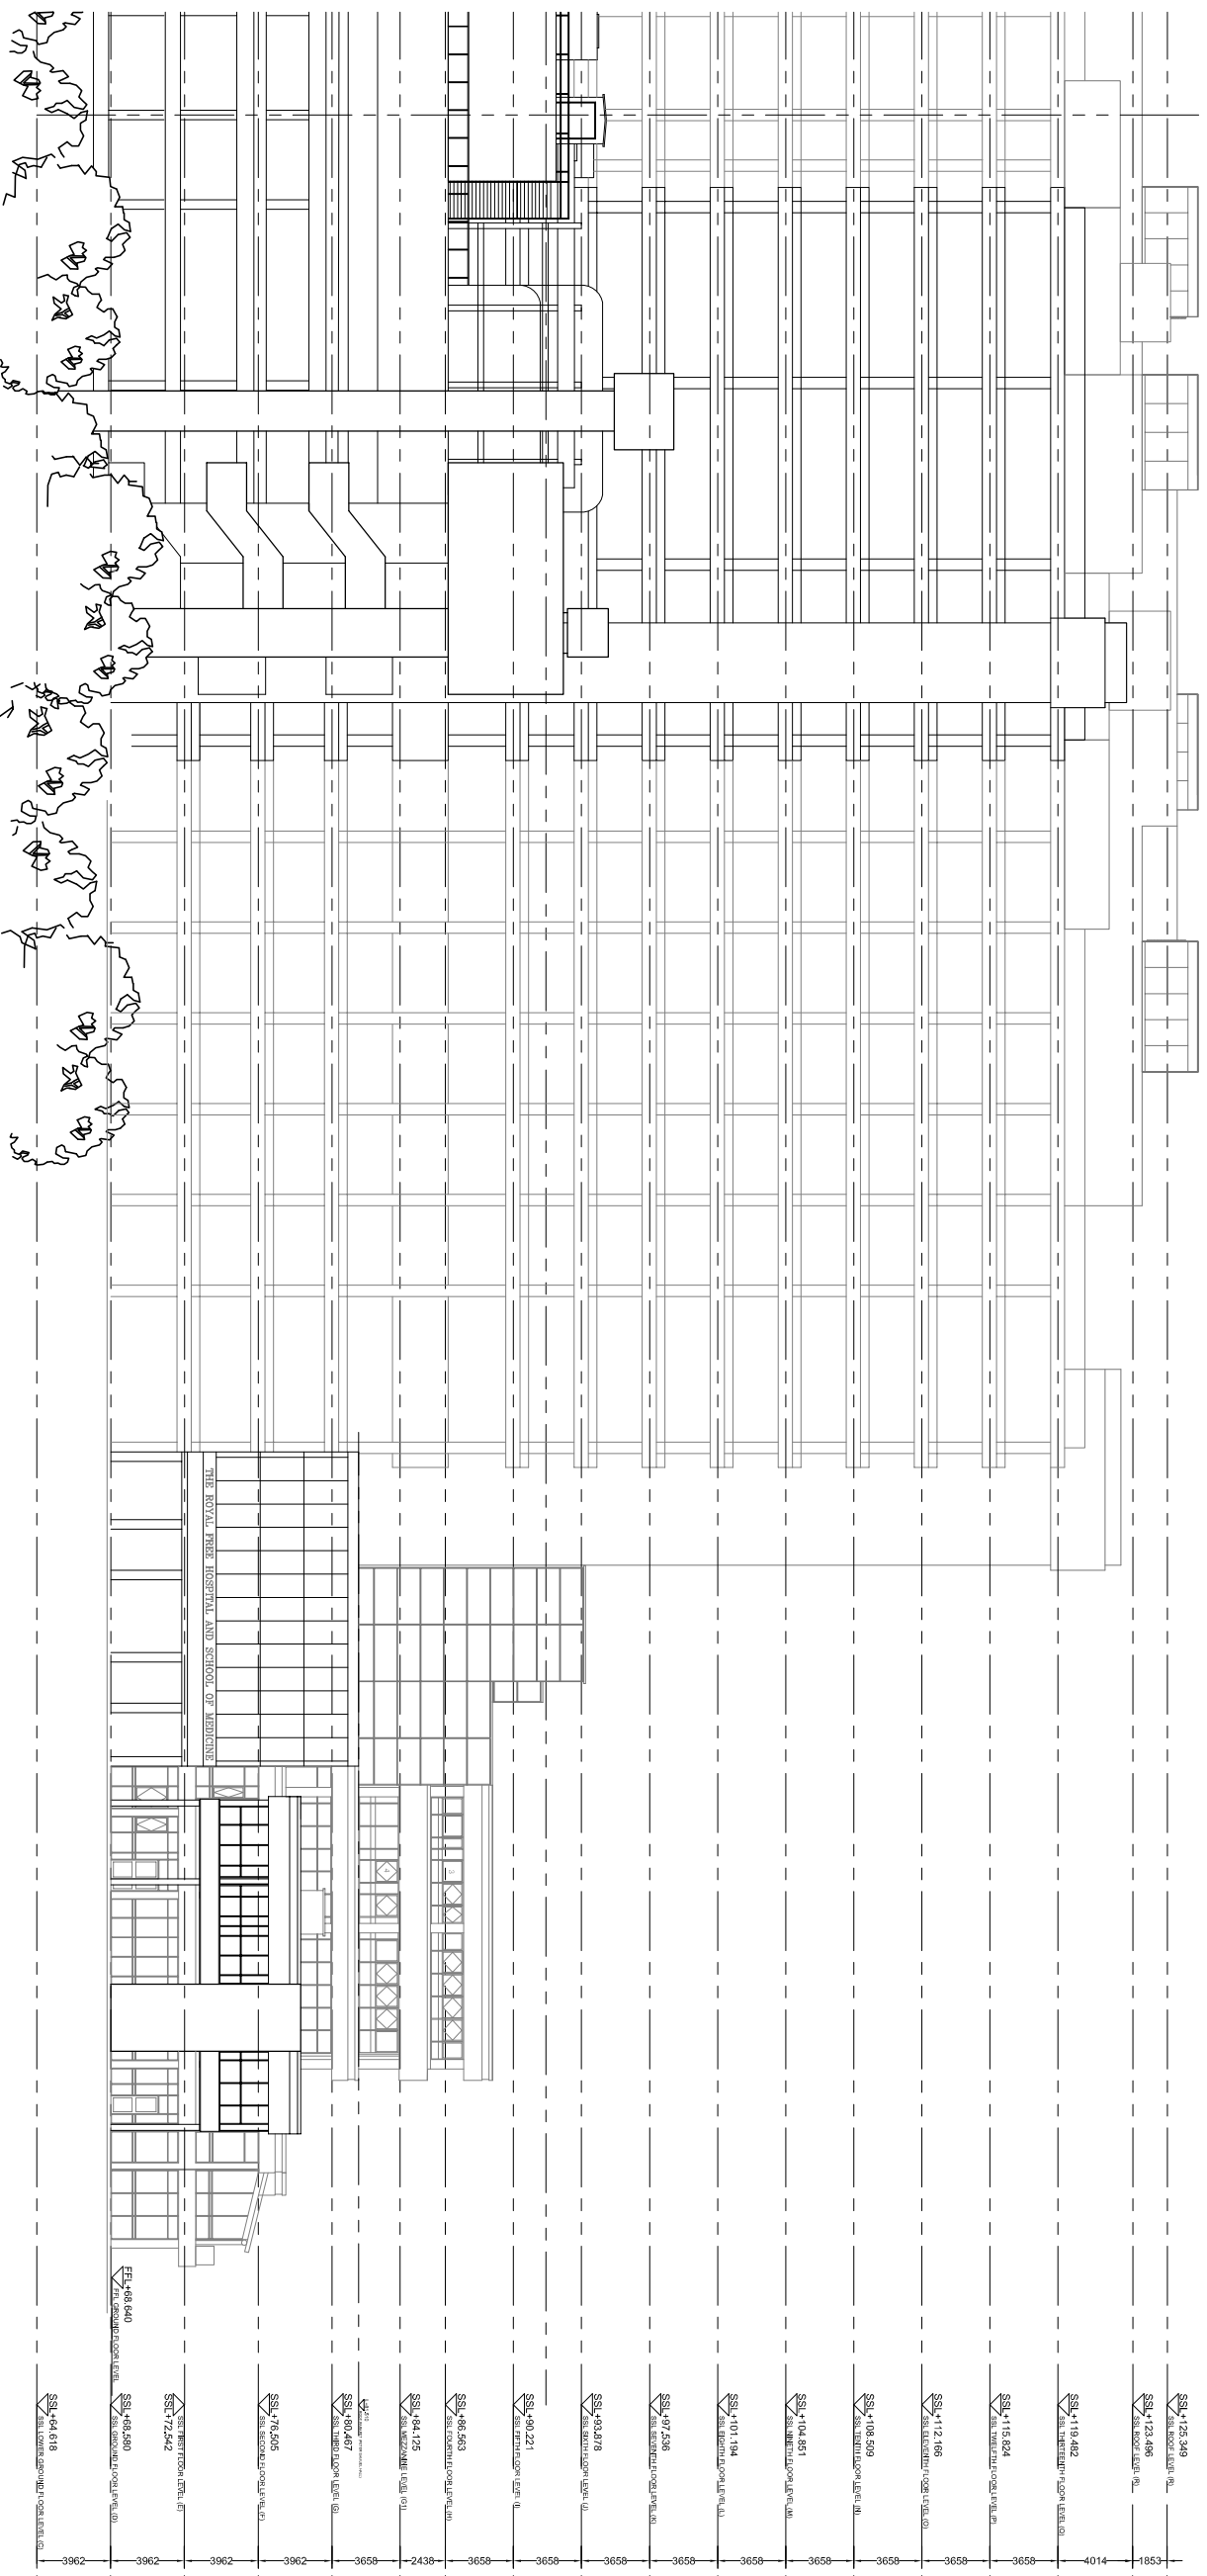 THE ROYAL FREE HOSPITAL AND SCHOOL OF MEDICINE
4
3
SSL+125.349
SSL ROOF LEVEL (R)
SSL+123.496
SSL ROOF LEVEL (R)
SSL+119.482
SSL THIRTEENTH FLOOR LEVEL (Q)
SSL+115.824
SSL TWELFTH FLOOR LEVEL (P)
SSL+112.166
SSL ELEVENTH FLOOR LEVEL (O)
SSL+108.509
SSL TENTH FLOOR LEVEL (N)
SSL+104.851
SSL NINETH FLOOR LEVEL (M)
SSL+101.194
SSL EIGHTH FLOOR LEVEL (L)
SSL+97.536
SSL SEVENTH FLOOR LEVEL (K)
SSL+93.878
SSL SIXTH FLOOR LEVEL (J)
SSL+90.221
SSL FIFTH FLOOR LEVEL (I)
SSL+86.563
SSL FOURTH FLOOR LEVEL (H)
SSL+84.125
SSL MEZZANINE LEVEL (G1)
SSL+80.467
SSL THIRD FLOOR LEVEL (G)
SSL+76.505
SSL SECOND FLOOR LEVEL (F)
SSL FIRST FLOOR LEVEL (E)
SSL+72.542
FFL+68.640
FFL GROUND FLOOR LEVEL
SSL+68.580
SSL GROUND FLOOR LEVEL (D)
SSL+64.618
SSL LOWER GROUND FLOOR LEVEL (C)
1853
4014
3658
3658
3658
3658
3658
3658
3658
3658
3658
2438
3658
3962
3962
3962
3962